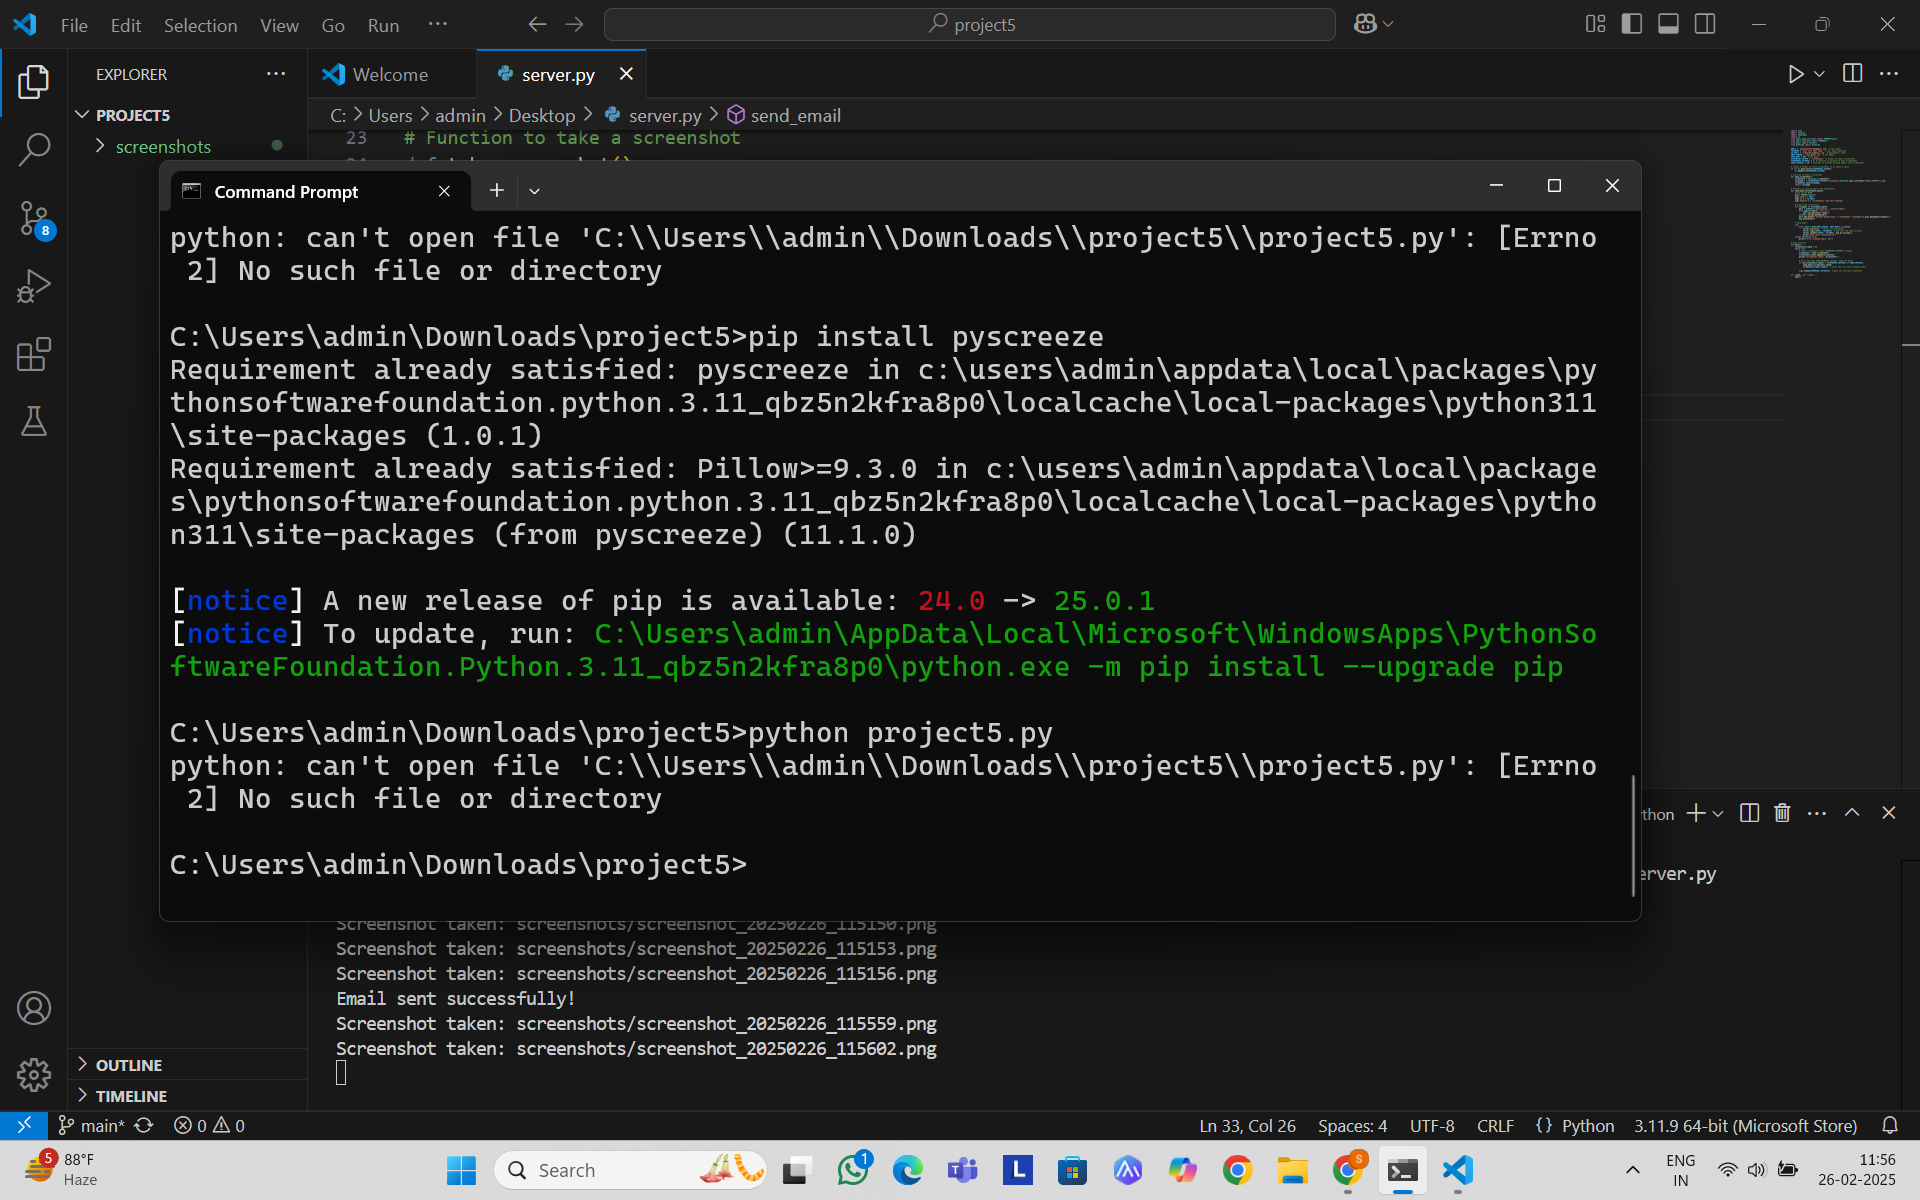 File Edit Selection View Go Run ···
project5
EXPLORER
Welcome
server.py
PROJECT5
C: > Users > admin > Desktop > server.py > send_email
screenshots
23 # Function to take a screenshot
Command Prompt
python: can't open file 'C:\\Users\\admin\\Downloads\\project5\\project5.py': [Errno
2] No such file or directory
C:\Users\admin\Downloads\project5>pip install pyscreeze
Requirement already satisfied: pyscreeze in c:\users\admin\appdata\local\packages\py
thonsoftwarefoundation.python.3.11_qbz5n2kfra8p0\localcache\local-packages\python311
\site-packages (1.0.1)
Requirement already satisfied: Pillow>=9.3.0 in c:\users\admin\appdata\local\package
s\pythonsoftwarefoundation.python.3.11_qbz5n2kfra8p0\localcache\local-packages\pytho
n311\site-packages (from pyscreeze) (11.1.0)
[notice] A new release of pip is available: 24.0 -> 25.0.1
[notice] To update, run: C:\Users\admin\AppData\Local\Microsoft\WindowsApps\PythonSo
ftwareFoundation.Python.3.11_qbz5n2kfra8p0\python.exe -m pip install --upgrade pip
C:\Users\admin\Downloads\project5>python project5.py
python: can't open file 'C:\\Users\\admin\\Downloads\\project5\\project5.py': [Errno
2] No such file or directory
C:\Users\admin\Downloads\project5>
thon
erver.py
8
Screenshot taken: screenshots/screenshot_20250226_115150.png
Screenshot taken: screenshots/screenshot_20250226_115153.png
Screenshot taken: screenshots/screenshot_20250226_115156.png
Email sent successfully!
Screenshot taken: screenshots/screenshot_20250226_115559.png
Screenshot taken: screenshots/screenshot_20250226_115602.png
OUTLINE
TIMELINE
main* 0 0
Ln 33, Col 26 Spaces: 4 UTF-8 CRLF {} Python 3.11.9 64-bit (Microsoft Store)
5
88°F
Haze
Search
1
L
S
ENG
IN
11:56
26-02-2025